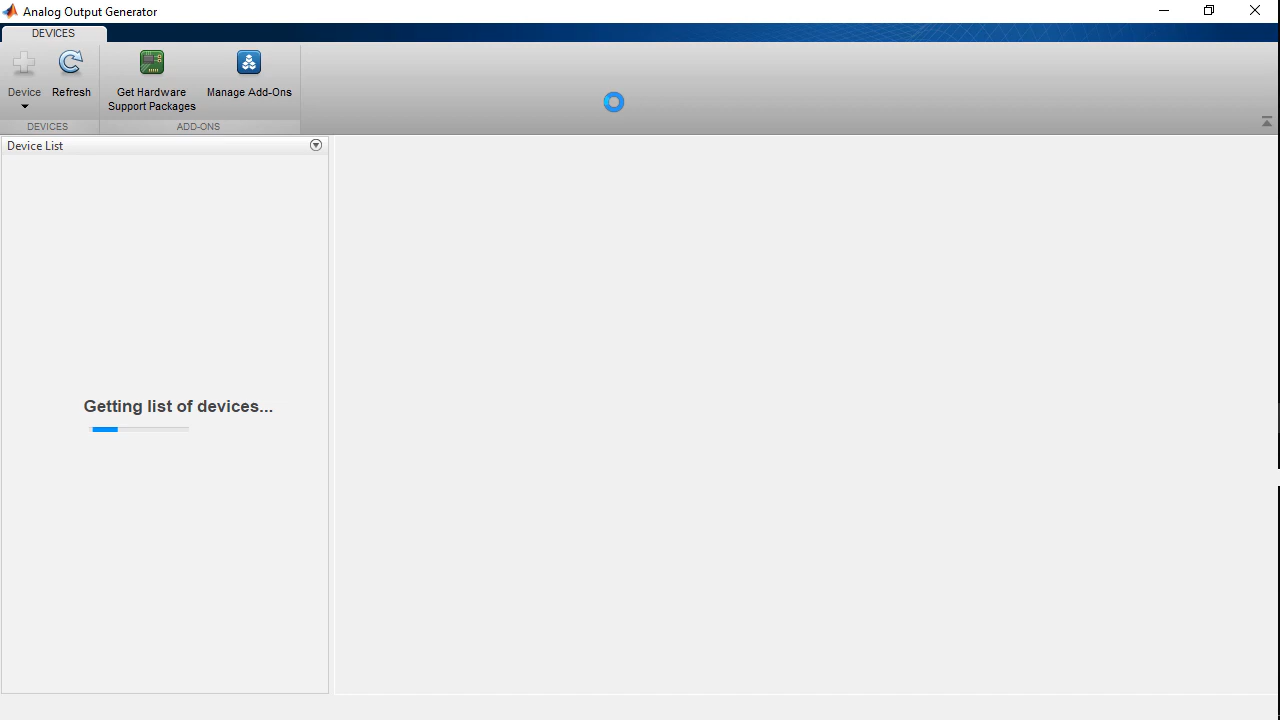 Analog Output Generator
DEVICES
Device
Refresh
Get Hardware
Support Packages
Manage Add-Ons
DEVICES
ADD-ONS
Device List
Getting list of devices...